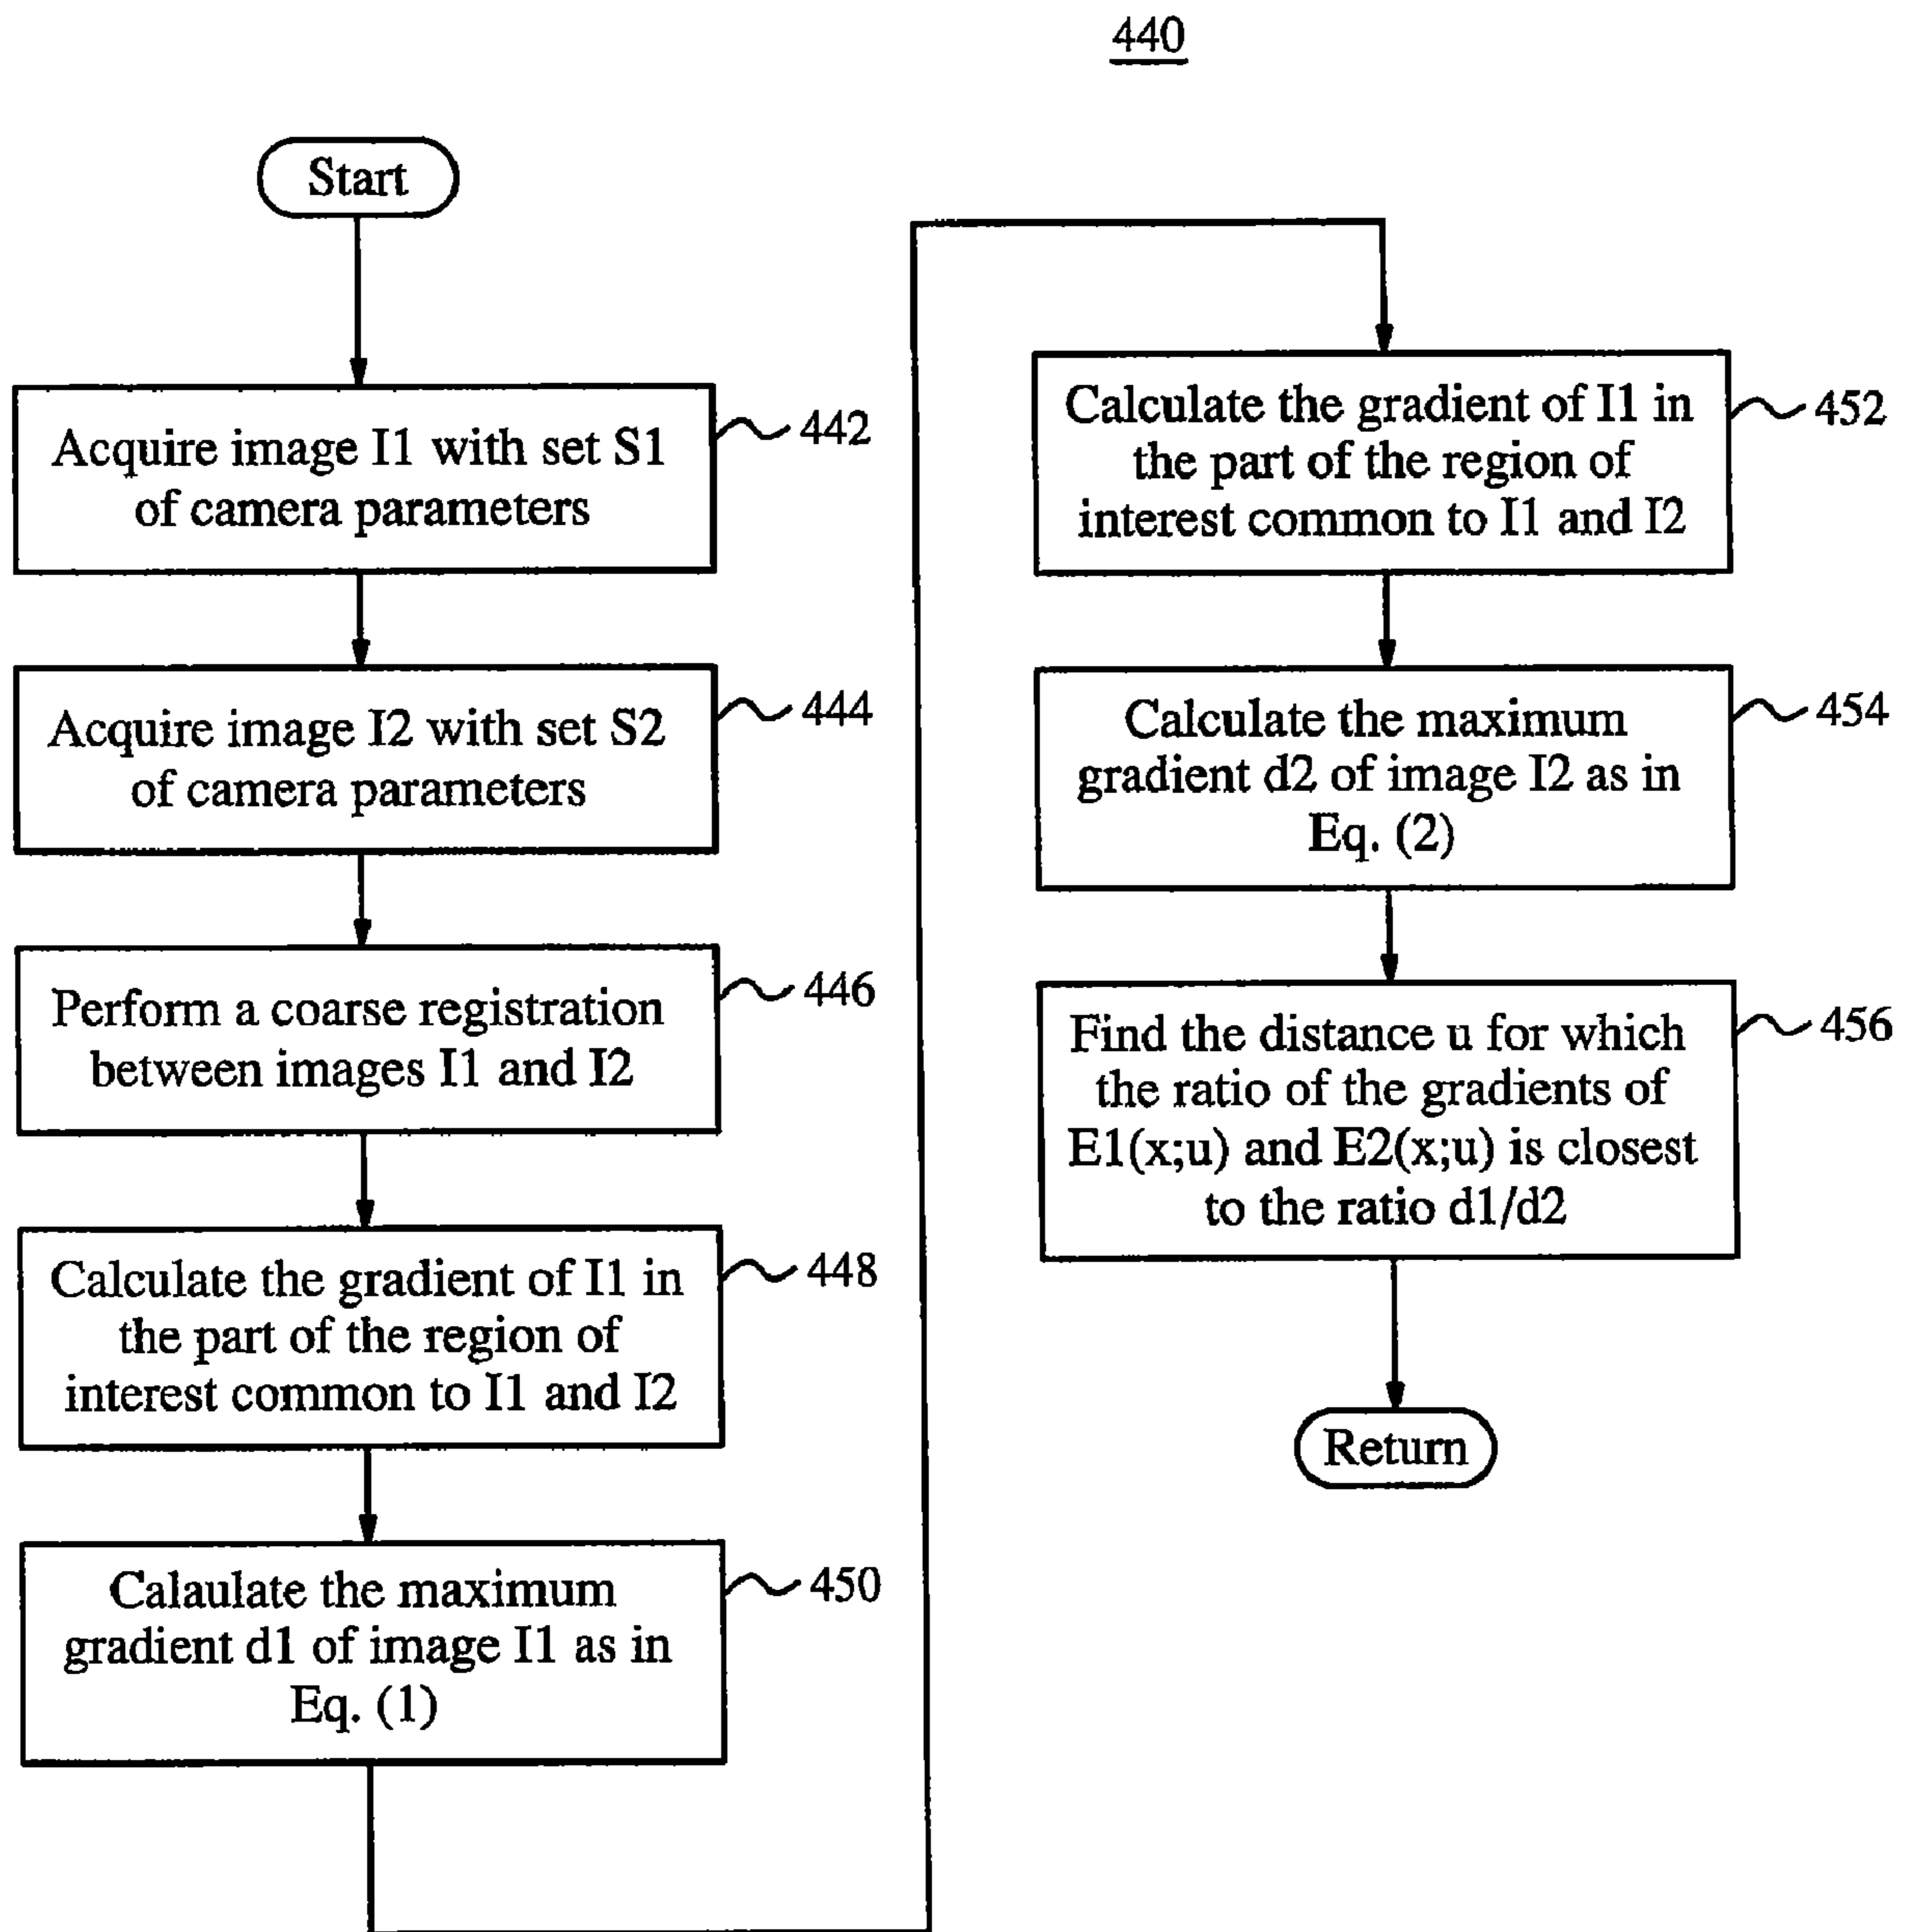 440
Start
Acquire image I1 with set S1
of camera parameters
442
Acquire image I2 with set S2
of camera parameters
444
Perform a coarse registration
between images I1 and I2
446
Calculate the gradient of I1 in
the part of the region of
interest common to I1 and I2
448
Calaulate the maximum
gradient d1 of image I1 as in
Eq. (1)
450
Calculate the gradient of I1 in
the part of the region of
interest common to I1 and I2
452
Calculate the maximum
gradient d2 of image I2 as in
Eq. (2)
454
Find the distance u for which
the ratio of the gradients of
E1(x;u) and E2(x;u) is closest
to the ratio d1/d2
456
Return